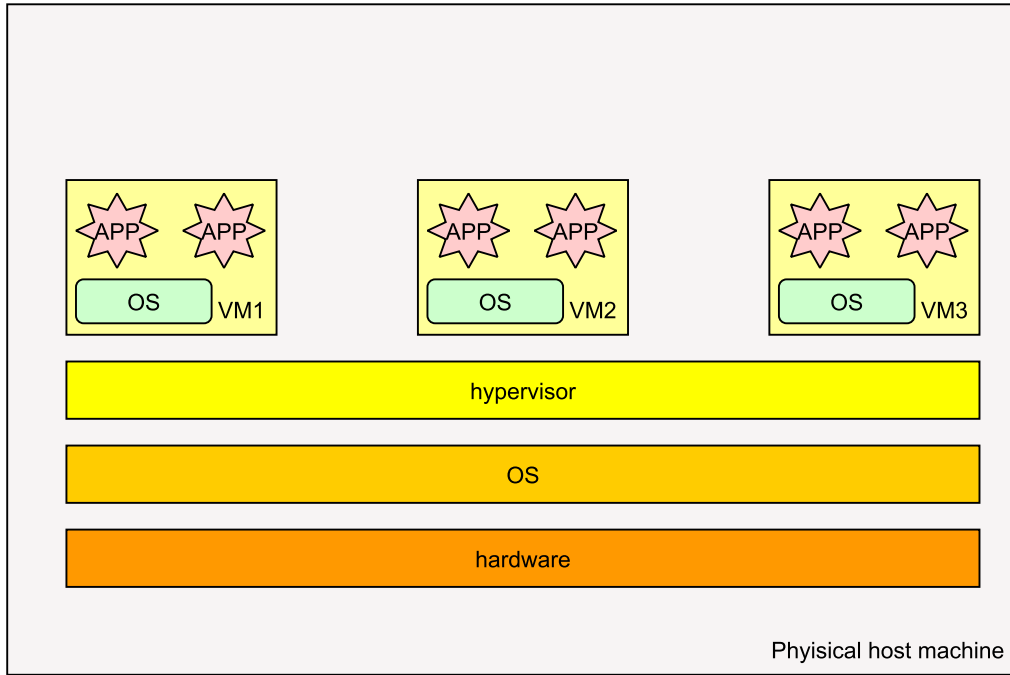 APP APP
OS VM1
APP APP
OS VM2
APP APP
OS VM3
hypervisor
OS
hardware
Phyisical host machine